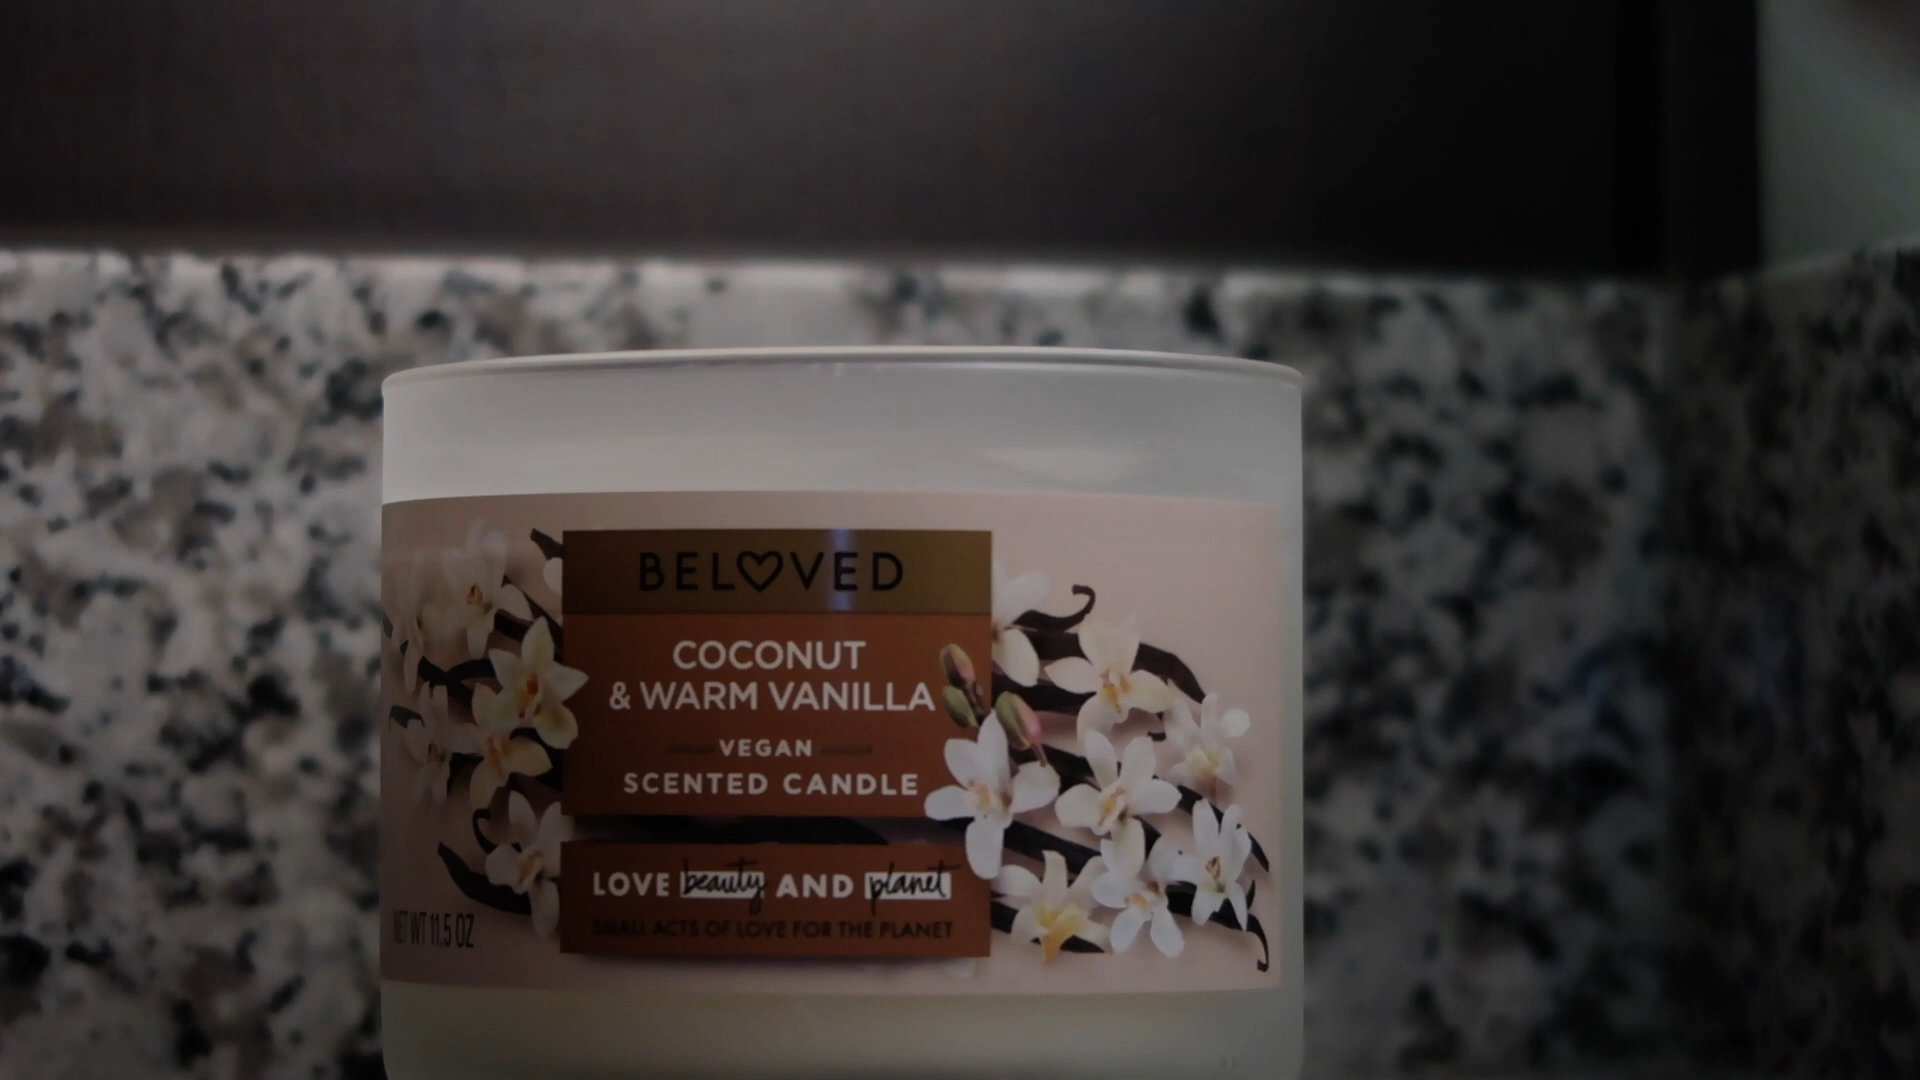 BELOVED
COCONUT
& WARM VANILLA
VEGAN
SCENTED CANDLE
LOVE beauty AND planet
SMALL ACTS OF LOVE FOR THE PLANET
NET WT 11.5 OZ